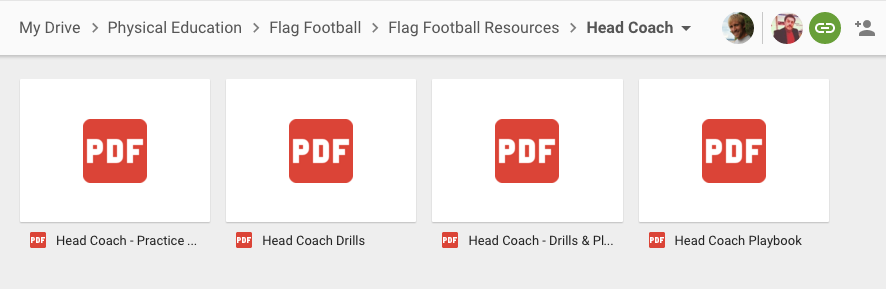 My Drive > Physical Education > Flag Football > Flag Football Resources > Head Coach
PDF PDF PDF PDF
PDF Head Coach - Practice ... PDF Head Coach Drills PDF Head Coach - Drills & Pl... PDF Head Coach Playbook